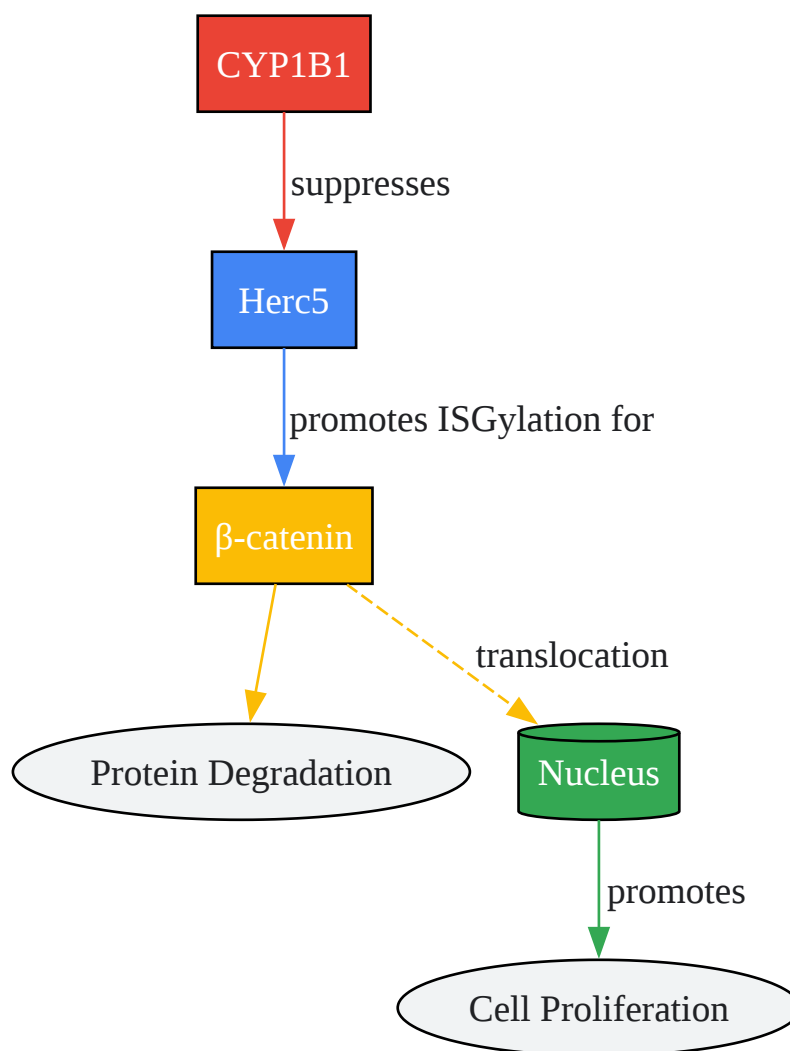 CYP1B1
suppresses
Herc5
promotes ISGylation for
β-catenin
translocation
Protein Degradation
Nucleus
promotes
Cell Proliferation